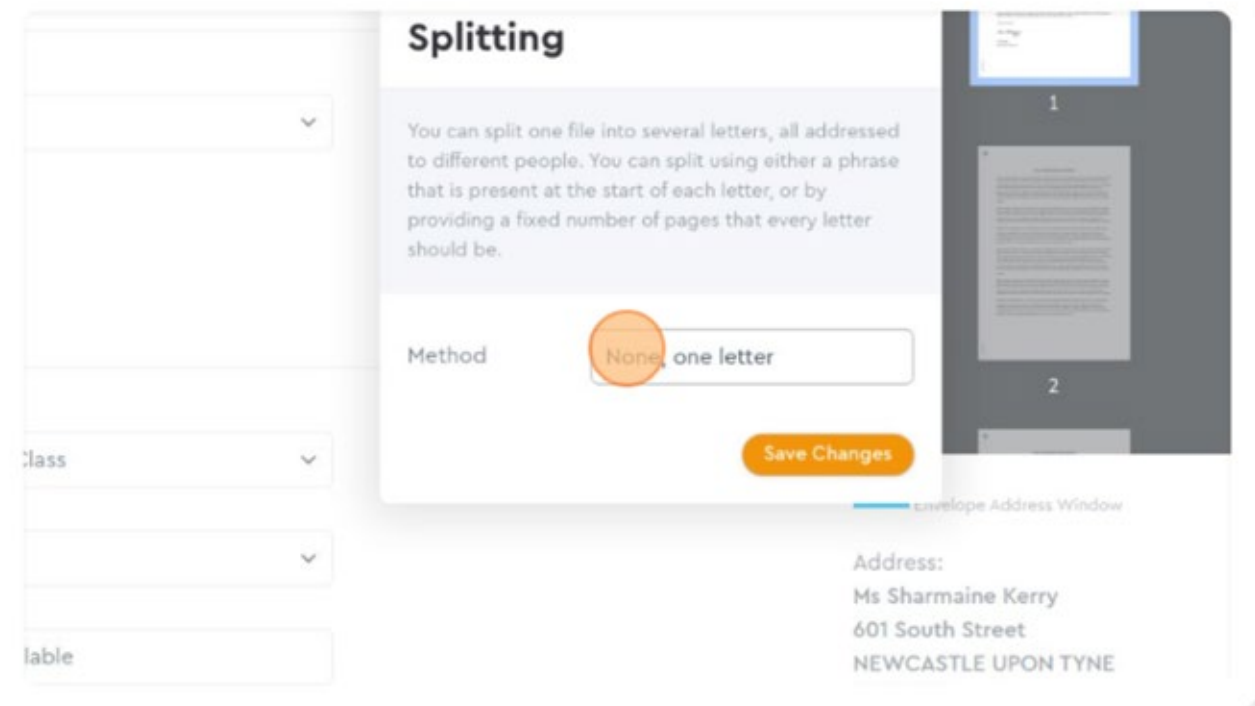 Splitting
You can split one file into several letters, all addressed
to different people. You can split using either a phrase
that is present at the start of each letter, or by
providing a fixed number of pages that every letter
should be.
Method
None, one letter
Save Changes
1
2
Envelope Address Window
Address:
Ms Sharmaine Kerry
601 South Street
NEWCASTLE UPON TYNE